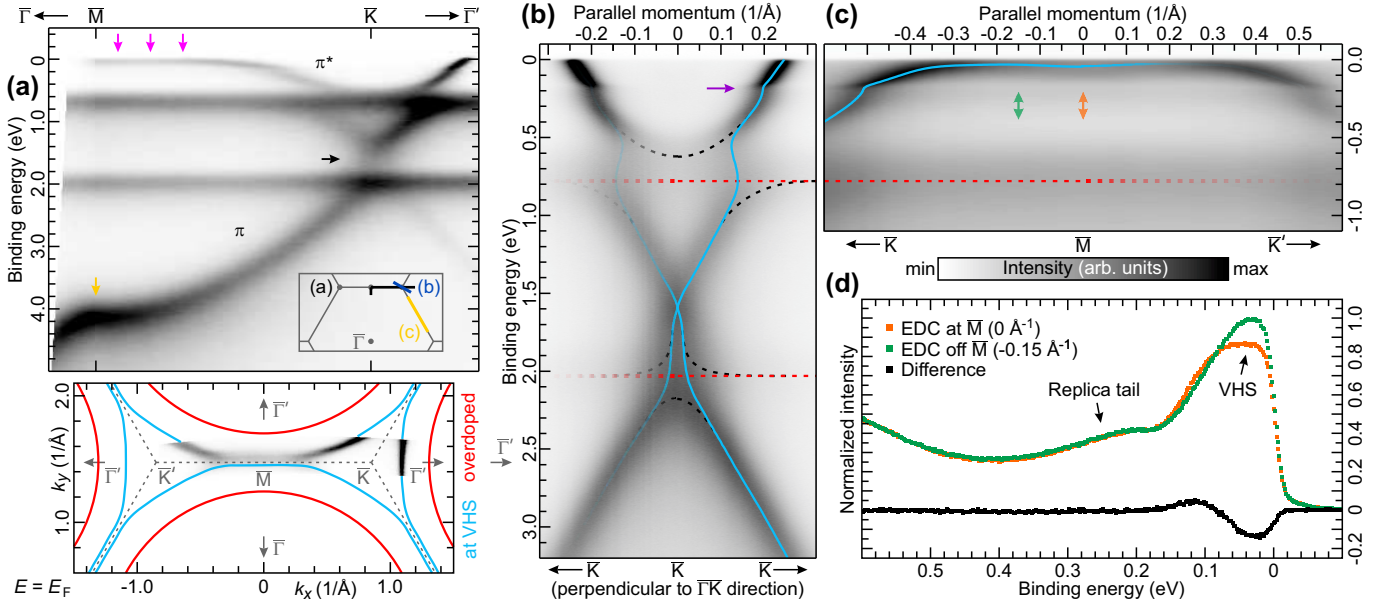 Γ̅ M̅ K̅ Γ̅′
(a)
π*
π
Binding energy (eV)
0
1.0
2.0
3.0
4.0
(a) (b)
(c)
Γ̅
k_y (1/Å)
2.0
1.0
Γ̅′
Γ̅′ K̅′ M̅ K̅ Γ̅′ Γ̅′
Γ̅
at VHS overdoped
E = E_F
-1.0 0 1.0
k_x (1/Å)
(b)
Parallel momentum (1/Å)
-0.2 -0.1 0 0.1 0.2
Binding energy (eV)
0.0
0.5
1.0
1.5
2.0
2.5
3.0
K̅ K̅ K̅
(perpendicular to Γ̅K̅ direction)
(c)
Parallel momentum (1/Å)
-0.4 -0.3 -0.2 -0.1 0 0.1 0.2 0.3 0.4 0.5
0.0
-0.5
-1.0
K̅ M̅ K̅′
min Intensity (arb. units) max
(d)
EDC at M̅ (0 Å⁻¹)
EDC off M̅ (-0.15 Å⁻¹)
Difference
Replica tail
VHS
Normalized intensity
1.0
0.8
0.6
0.4
0.2
0
-0.2
0.5 0.4 0.3 0.2 0.1 0
Binding energy (eV)